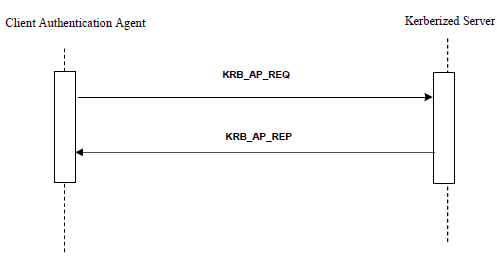 Client Authentication Agent
Kerberized Server
KRB_AP_REQ
KRB_AP_REP